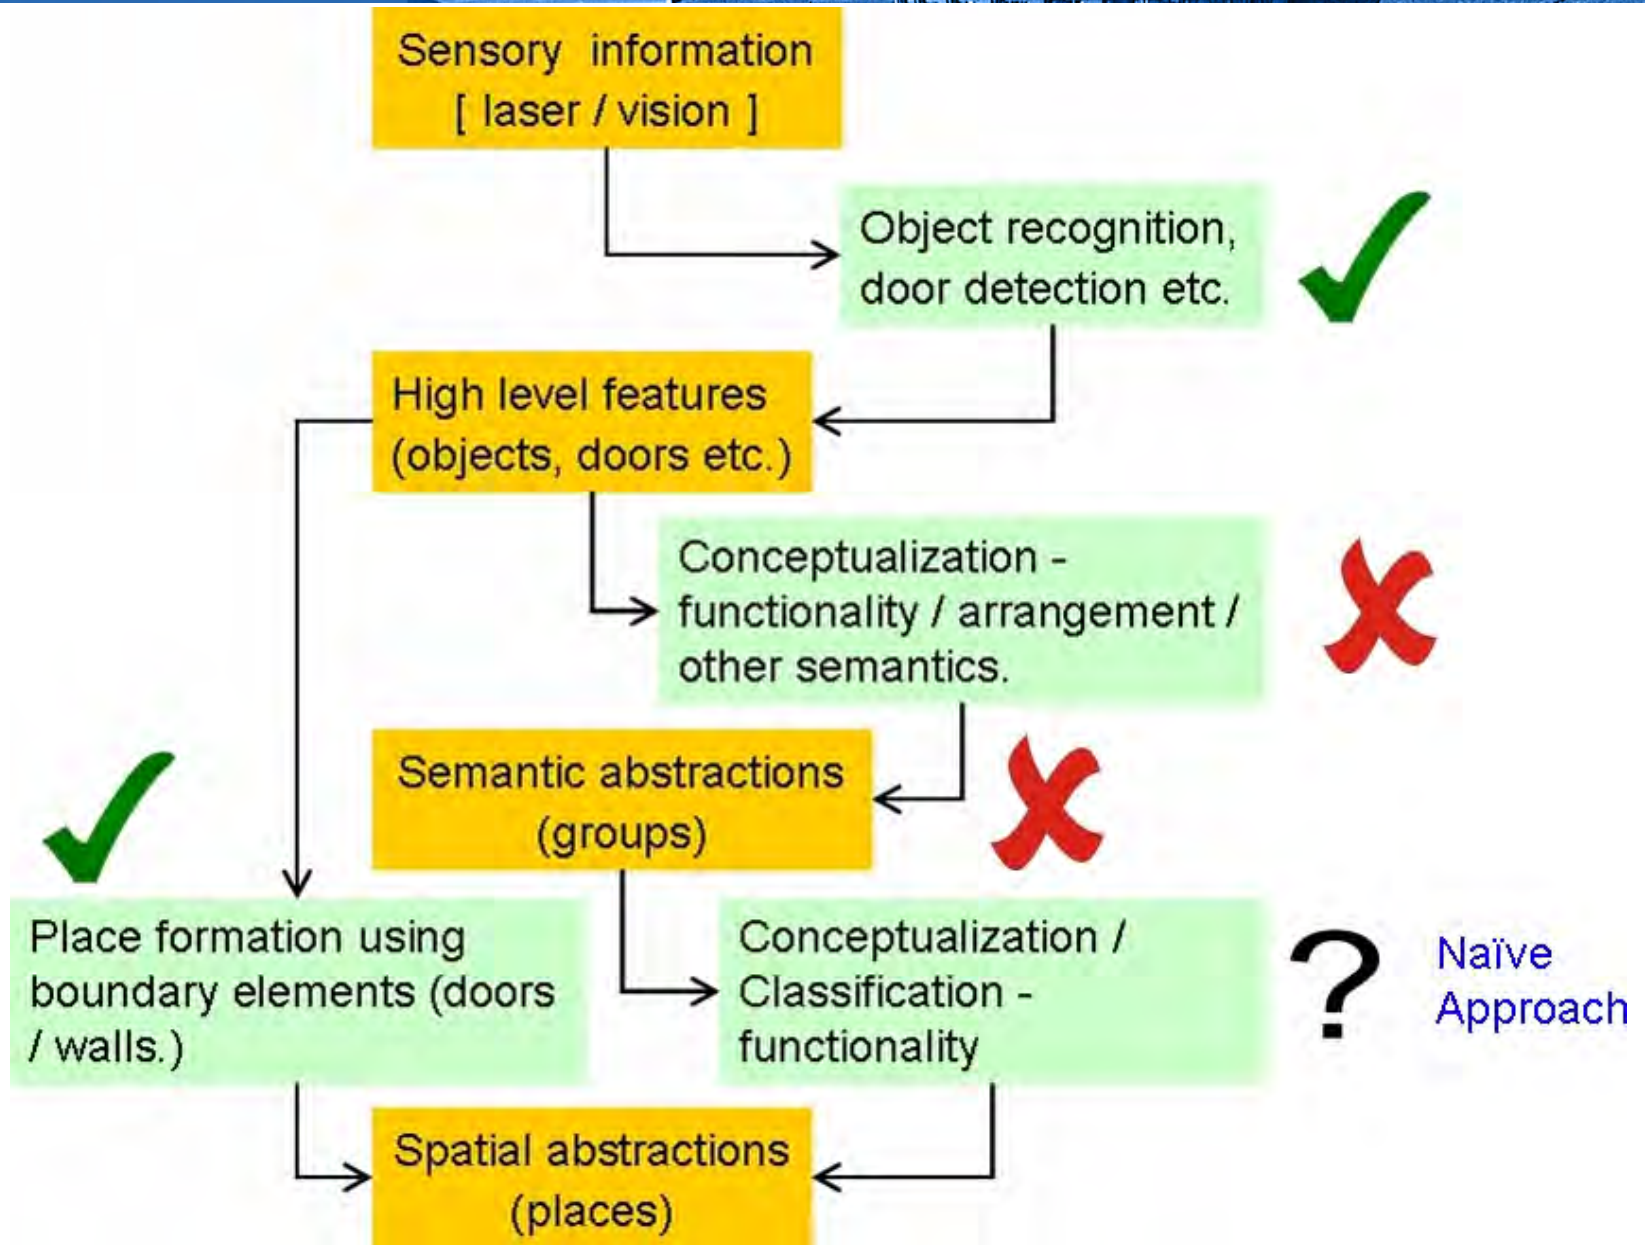 Sensory information
[ laser / vision ]
Object recognition,
door detection etc.
High level features
(objects, doors etc.)
Conceptualization -
functionality / arrangement /
other semantics.
Semantic abstractions
(groups)
Place formation using
boundary elements (doors
/ walls.)
Conceptualization /
Classification -
functionality
?
Naïve
Approach
Spatial abstractions
(places)